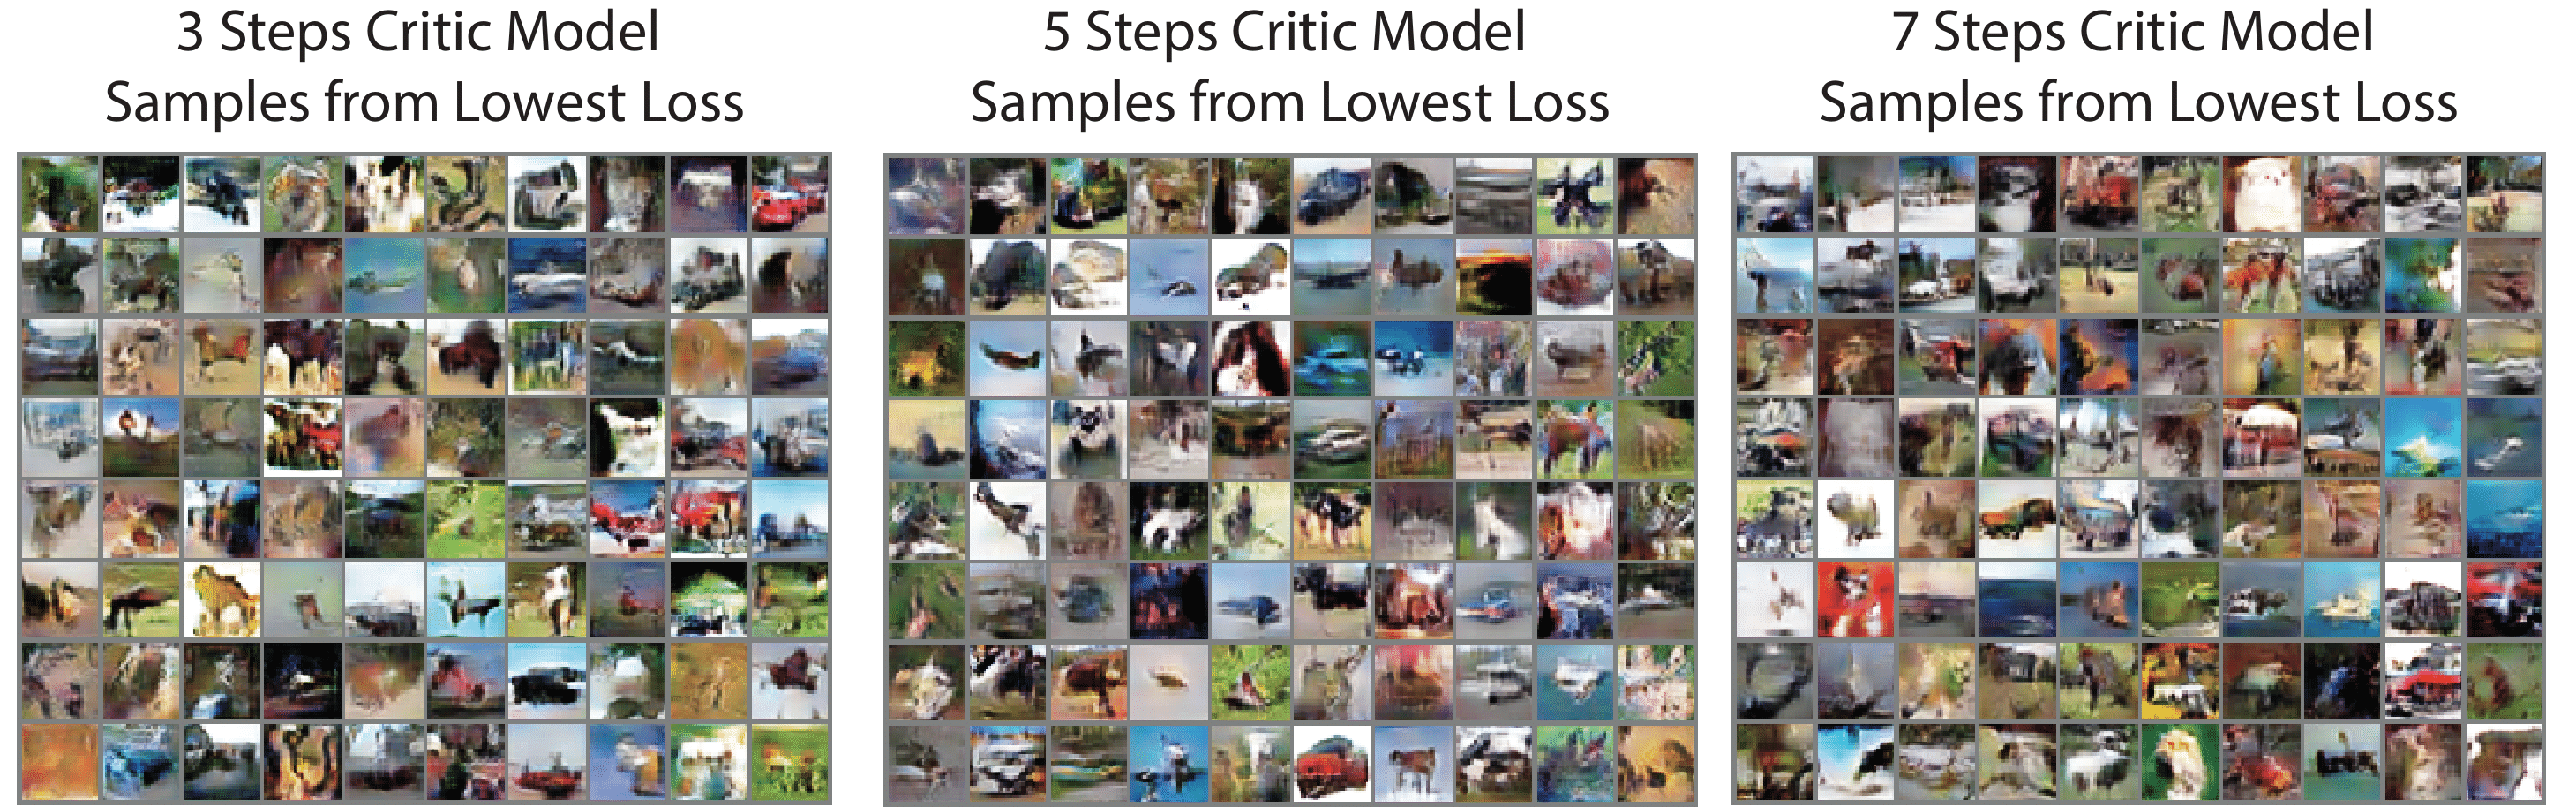 3 Steps Critic Model
Samples from Lowest Loss
5 Steps Critic Model
Samples from Lowest Loss
7 Steps Critic Model
Samples from Lowest Loss